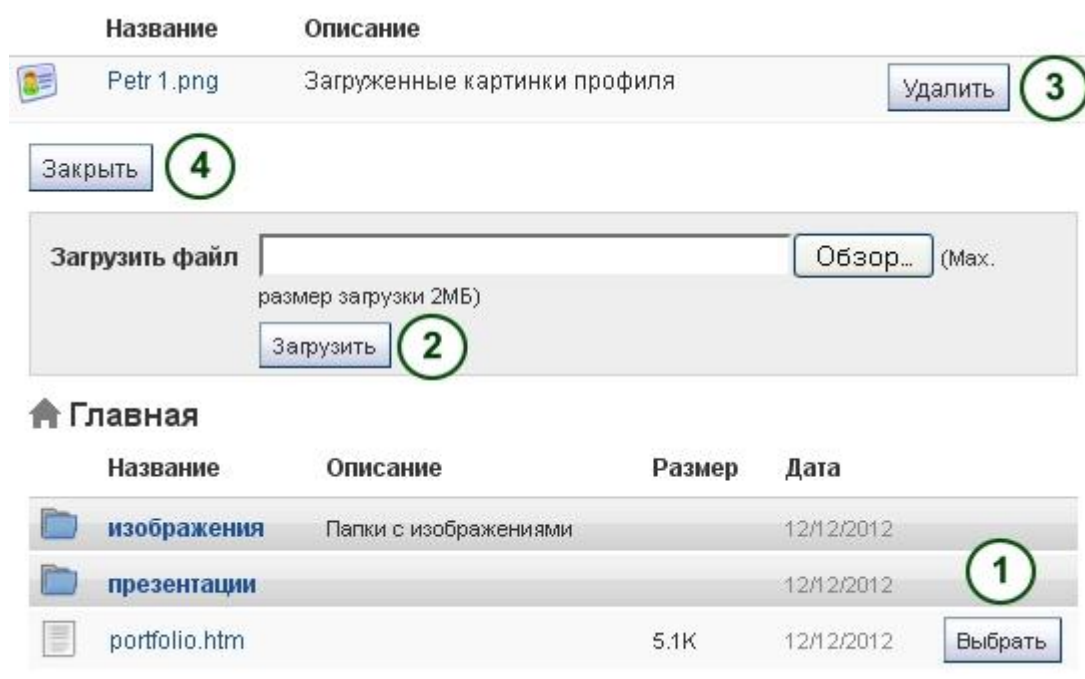 Название Описание
Petr 1.png Загруженные картинки профиля Удалить 3
Закрыть 4
Загрузить файл Обзор... (Max.
размер загрузки 2МБ)
Загрузить 2
Главная
Название Описание Размер Дата
изображения Папки с изображениями 12/12/2012
презентации 12/12/2012 1
portfolio.htm 5.1K 12/12/2012 Выбрать